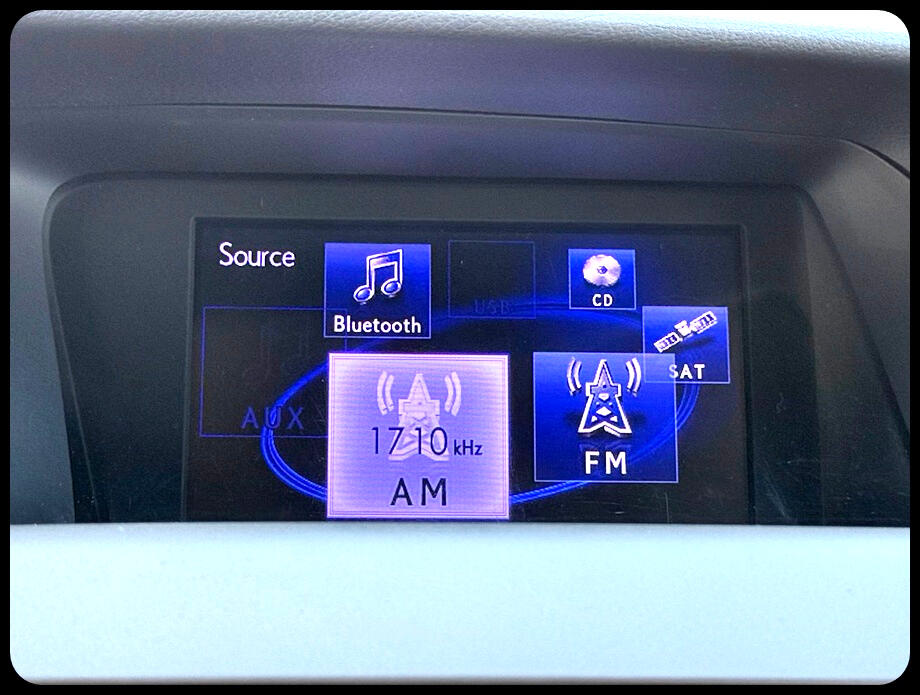 Source
Bluetooth
USB
CD
SAT
AUX
1710 kHz
AM
FM